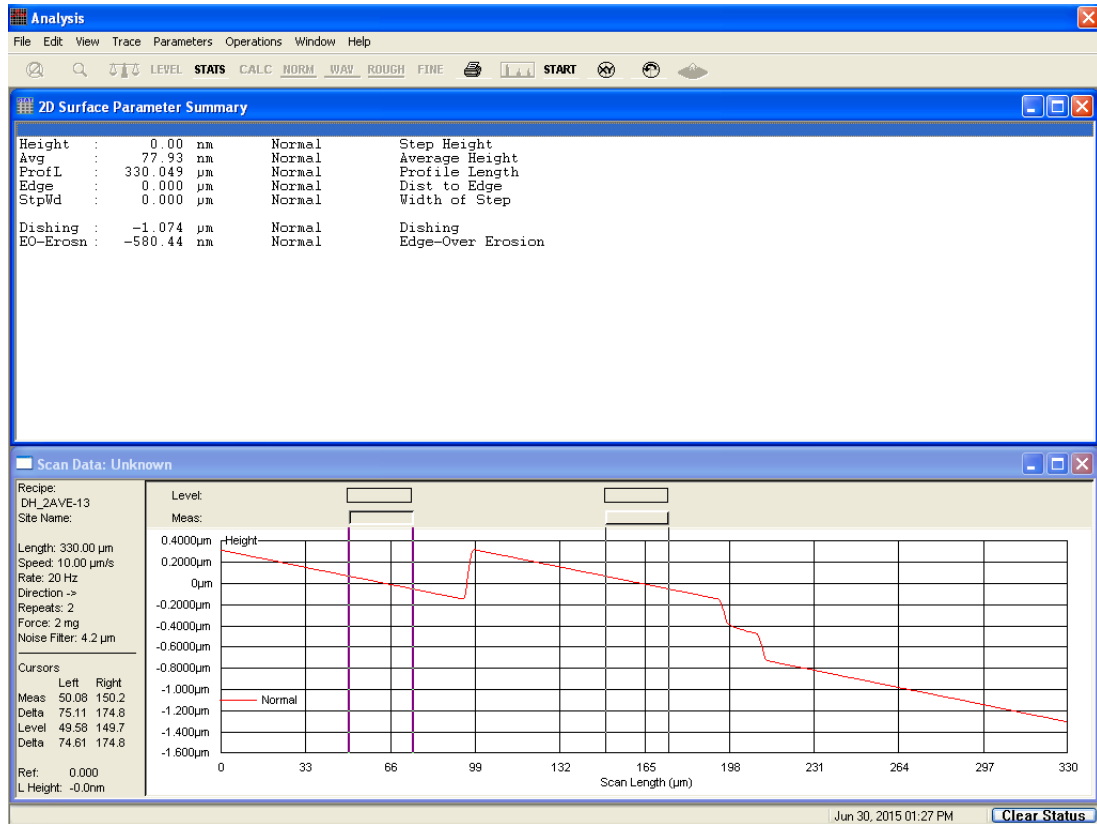 Analysis
File Edit View Trace Parameters Operations Window Help
LEVEL STATS CALC NORM WAV ROUGH FINE START XY
2D Surface Parameter Summary
Height : 0.00 nm Normal Step Height
Avg : 77.93 nm Normal Average Height
ProfL : 330.049 µm Normal Profile Length
Edge : 0.000 µm Normal Dist to Edge
StpWd : 0.000 µm Normal Width of Step
Dishing : -1.074 µm Normal Dishing
EO-Erosn : -580.44 nm Normal Edge-Over Erosion
Scan Data: Unknown
Recipe:
DH_2AVE-13
Site Name:
Length: 330.00 µm
Speed: 10.00 µm/s
Rate: 20 Hz
Direction ->
Repeats: 2
Force: 2 mg
Noise Filter: 4.2 µm
Cursors
Left Right
Meas 50.08 150.2
Delta 75.11 174.8
Level 49.58 149.7
Delta 74.61 174.8
Ref: 0.000
L Height: -0.0nm
Level:
Meas:
Height
0.4000µm
0.2000µm
0µm
-0.2000µm
-0.4000µm
-0.6000µm
-0.8000µm
-1.000µm
-1.200µm
-1.400µm
-1.600µm
Normal
0 33 66 99 132 165 198 231 264 297 330
Scan Length (µm)
Jun 30, 2015 01:27 PM Clear Status